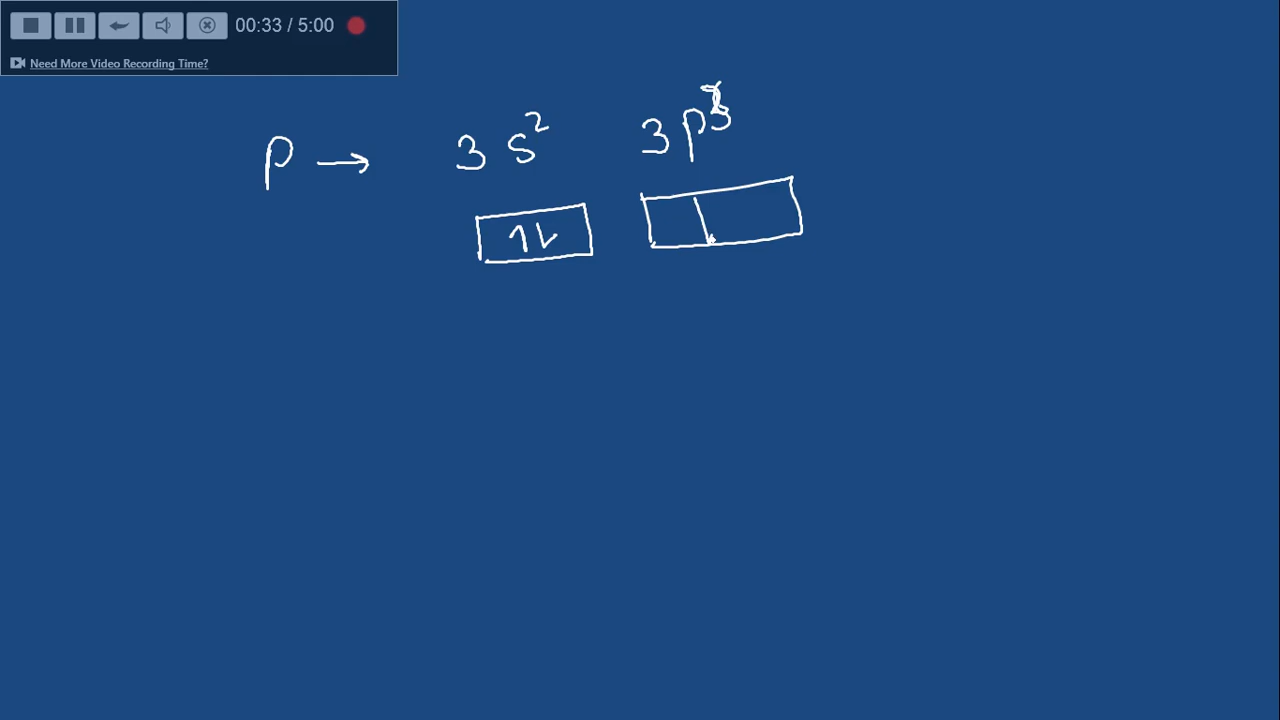 00:33 / 5:00
Need More Video Recording Time?
P → 3s² 3p³
↿⇂